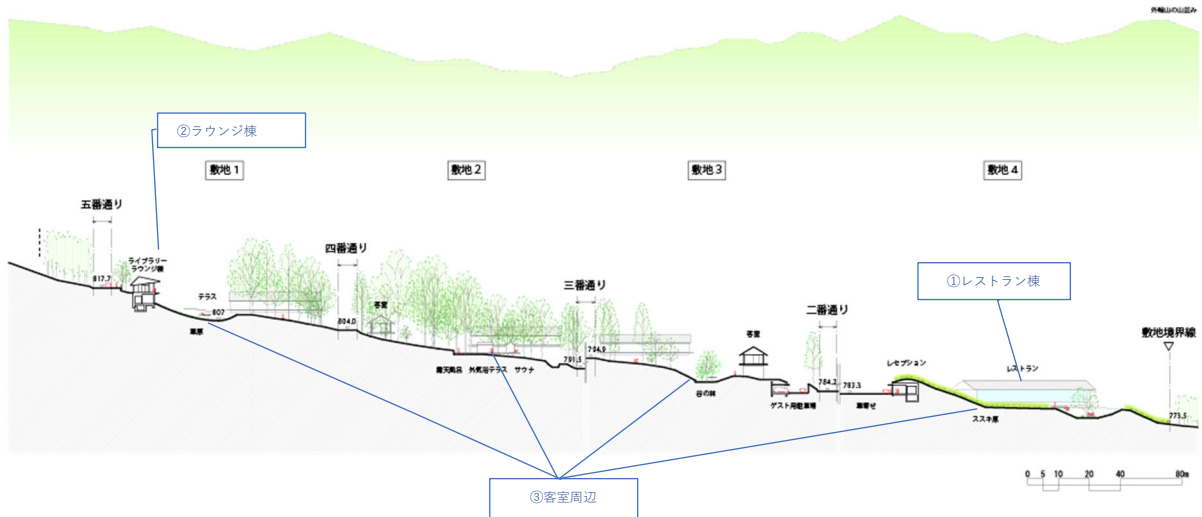 外輪山の山並み
②ラウンジ棟
敷地 1
敷地 2
敷地 3
敷地 4
五番通り
四番通り
三番通り
二番通り
①レストラン棟
敷地境界線
ライブラリー
ラウンジ棟
817.7
テラス
807
草原
804.0
客室
露天風呂
外気浴テラス
サウナ
791.5
794.0
谷の林
客室
ゲスト用駐車場
784.2
783.3
車寄せ
レセプション
レストラン
ススキ原
773.5
0 5 10 20 40 80m
③客室周辺